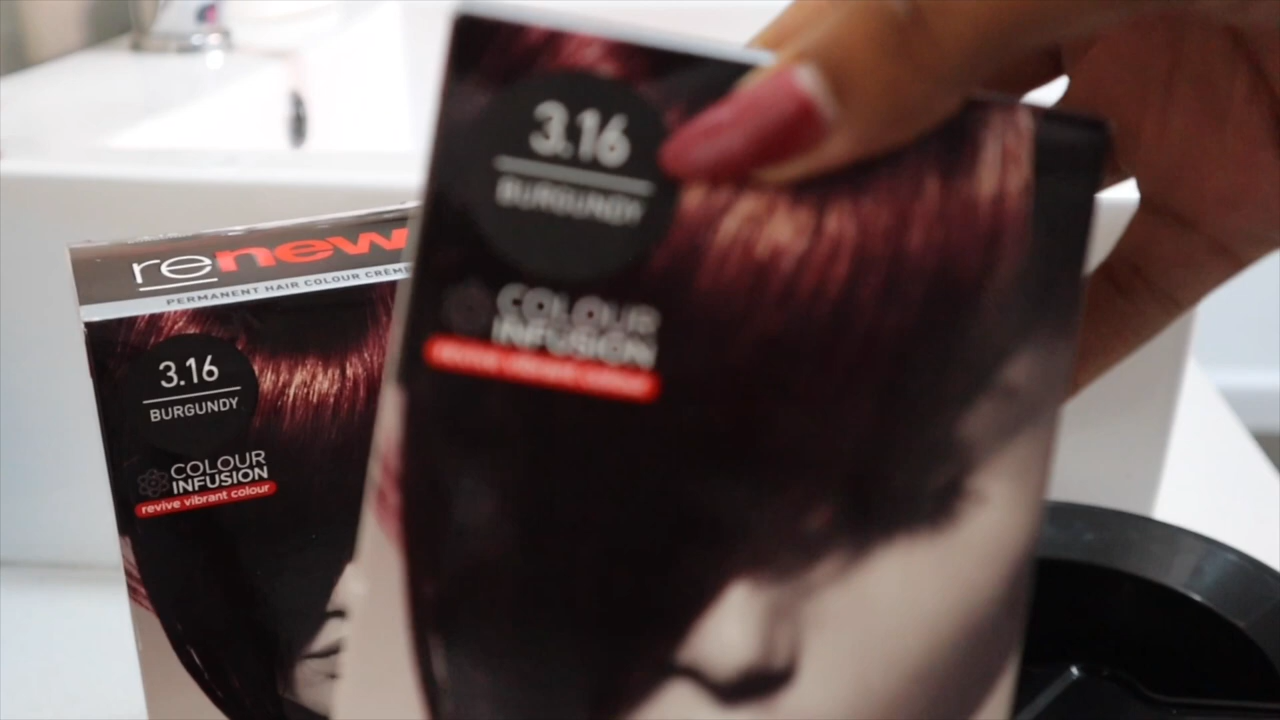 renew
PERMANENT HAIR COLOUR CRÈME
3.16
BURGUNDY
COLOUR
INFUSION
revive vibrant colour
3.16
BURGUNDY
COLOUR
INFUSION
revive vibrant colour